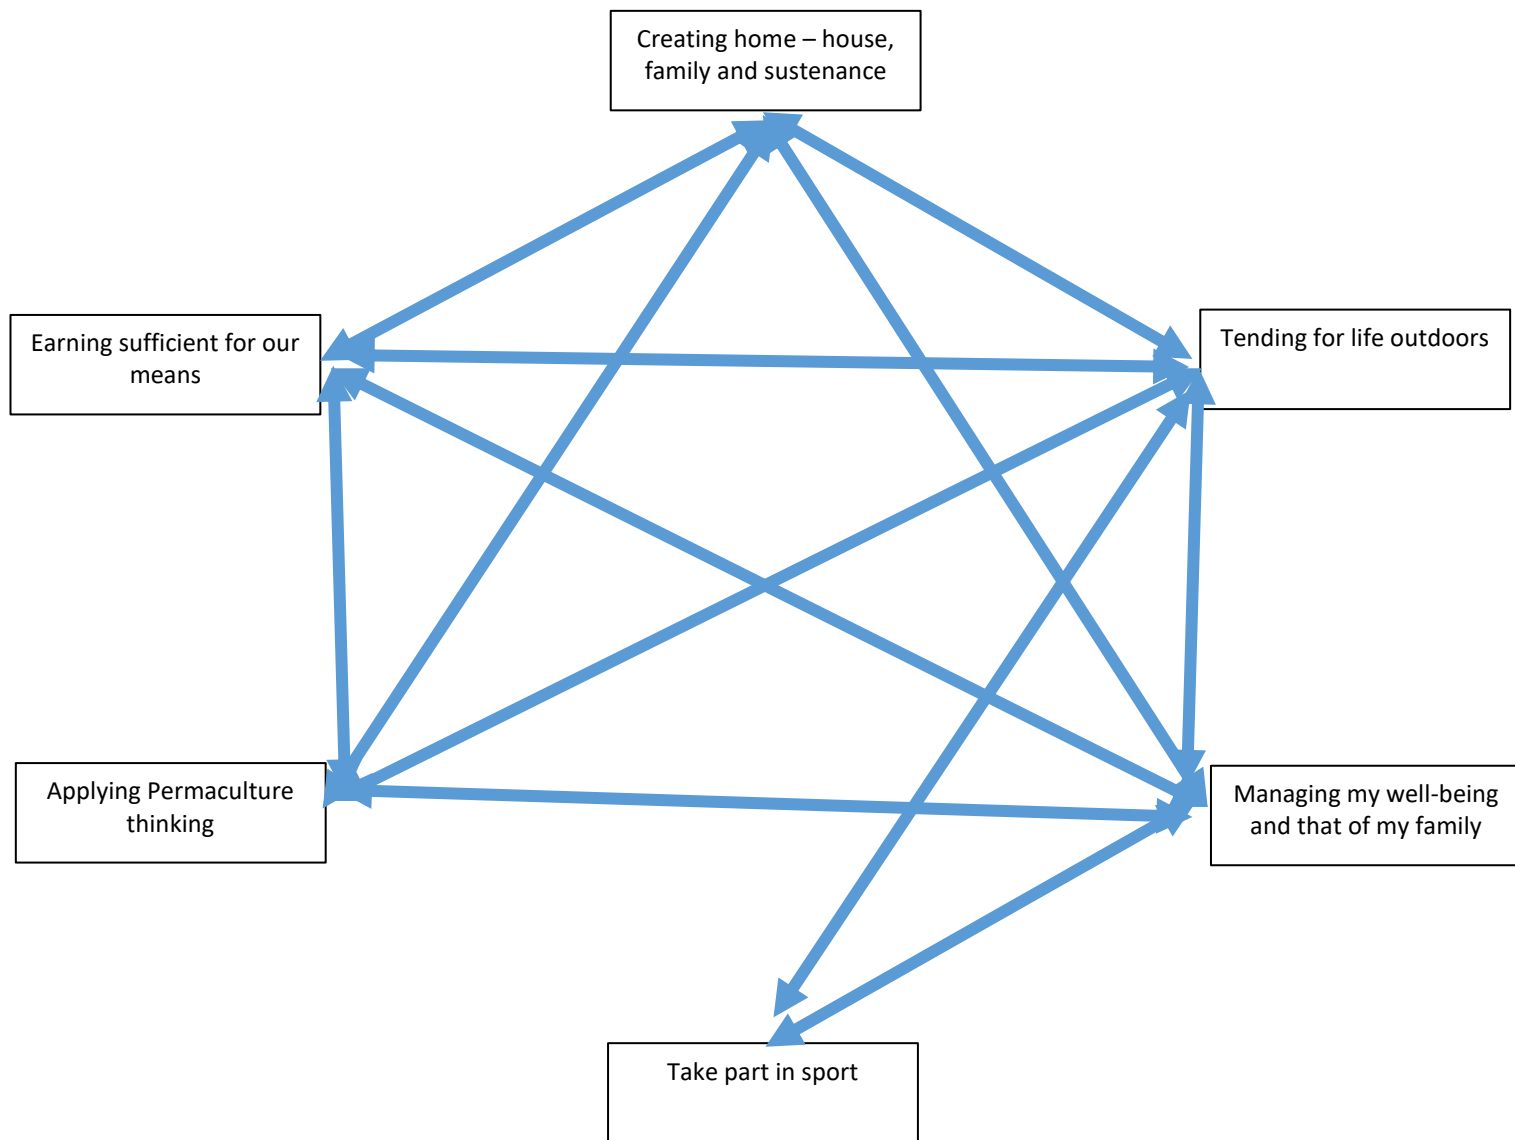 Creating home – house,
family and sustenance
Earning sufficient for our
means
Tending for life outdoors
Applying Permaculture
thinking
Managing my well-being
and that of my family
Take part in sport